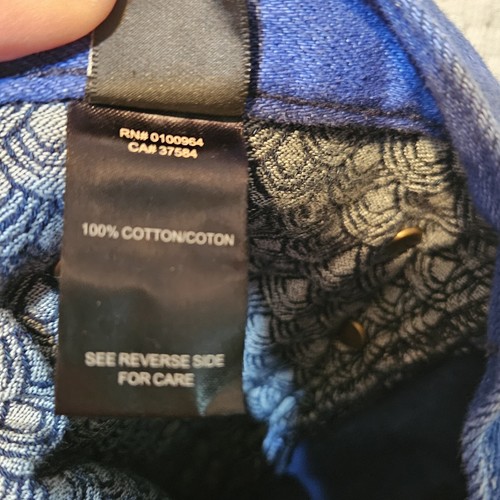 RN# 0100964
CA# 37584
100% COTTON/COTON
SEE REVERSE SIDE
FOR CARE